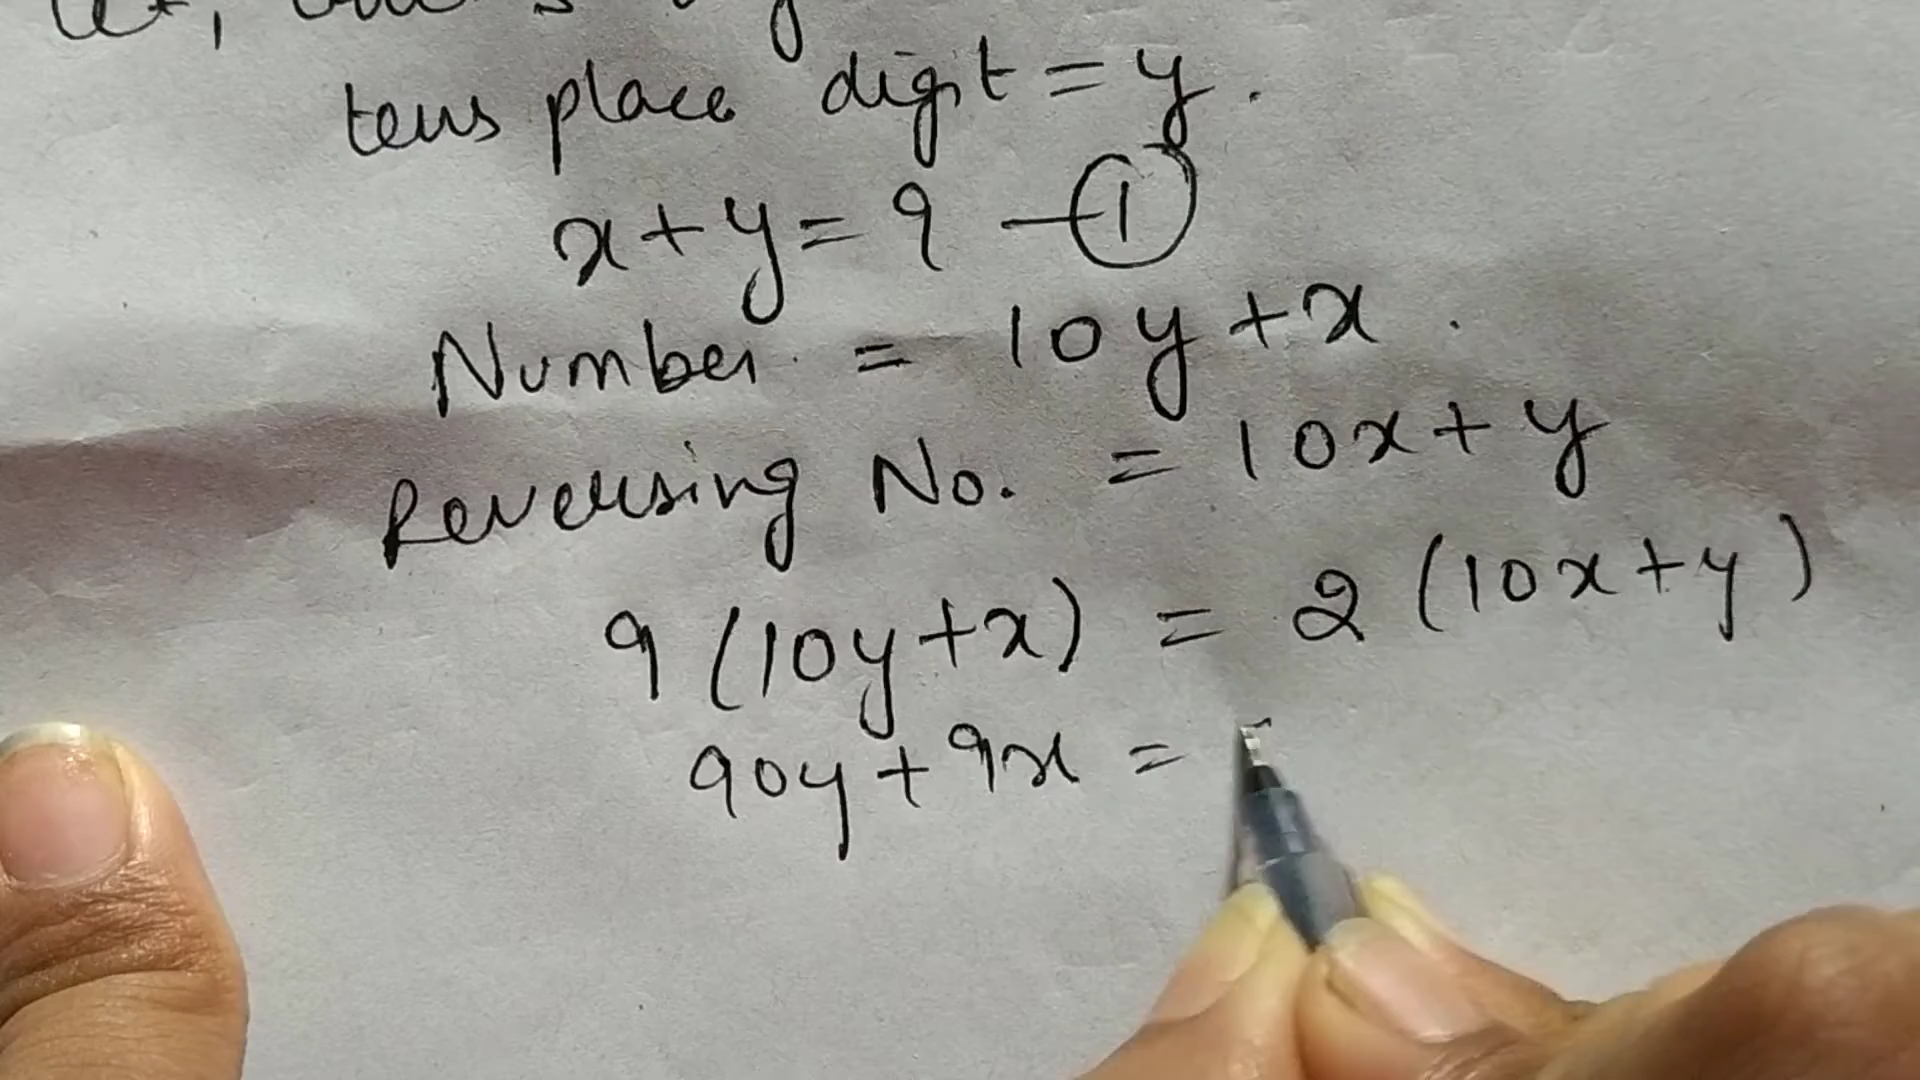 tens place digit = y.
x + y = 9 — ①
Number = 10y + x.
Reversing No. = 10x + y
9 (10y + x) = 2 (10x + y)
90y + 9x =